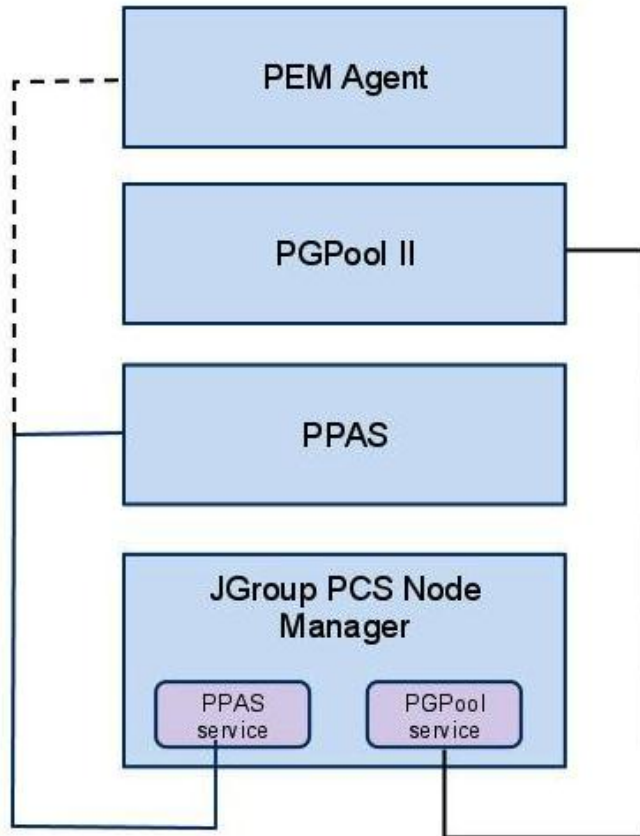 PEM Agent
PGPool II
PPAS
JGroup PCS Node
Manager
PPAS
service
PGPool
service